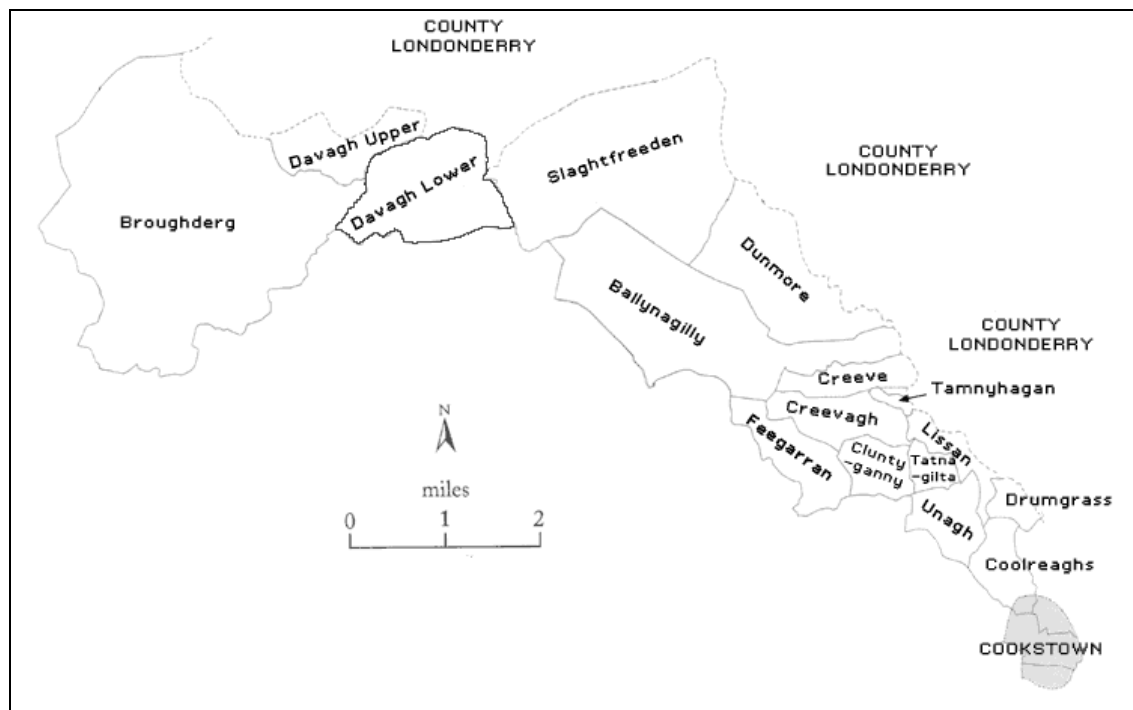 COUNTY
LONDONDERRY
Davagh Upper
Davagh Lower
Slaghtfreeden
COUNTY
LONDONDERRY
Broughderg
Dunmore
Ballynagilly
COUNTY
LONDONDERRY
Creeve
Tamnyhagan
Creevagh
Lissan
Feegarran
Clunty
-ganny
Tatna
-gilta
Drumgrass
Unagh
Coolreaghs
COOKSTOWN
N
miles
0 1 2